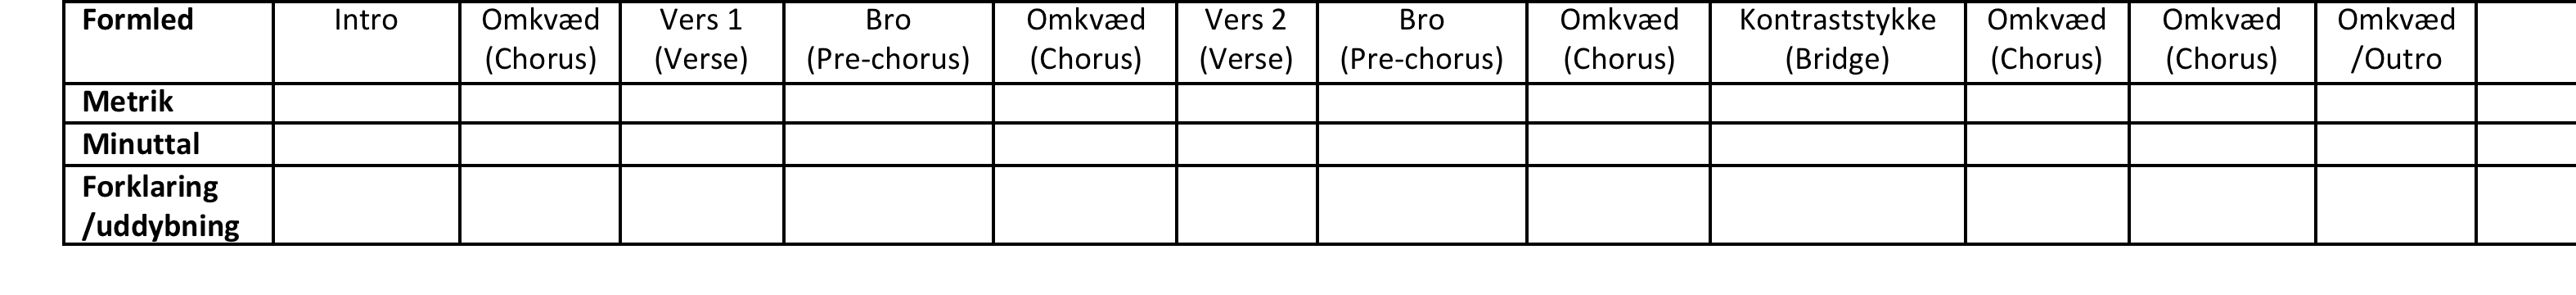 Formled Intro Omkvæd Vers 1 Bro Omkvæd Vers 2 Bro Omkvæd Kontraststykke Omkvæd Omkvæd Omkvæd
(Chorus) (Verse) (Pre-chorus) (Chorus) (Verse) (Pre-chorus) (Chorus) (Bridge) (Chorus) (Chorus) /Outro
Metrik
Minuttal
Forklaring
/uddybning